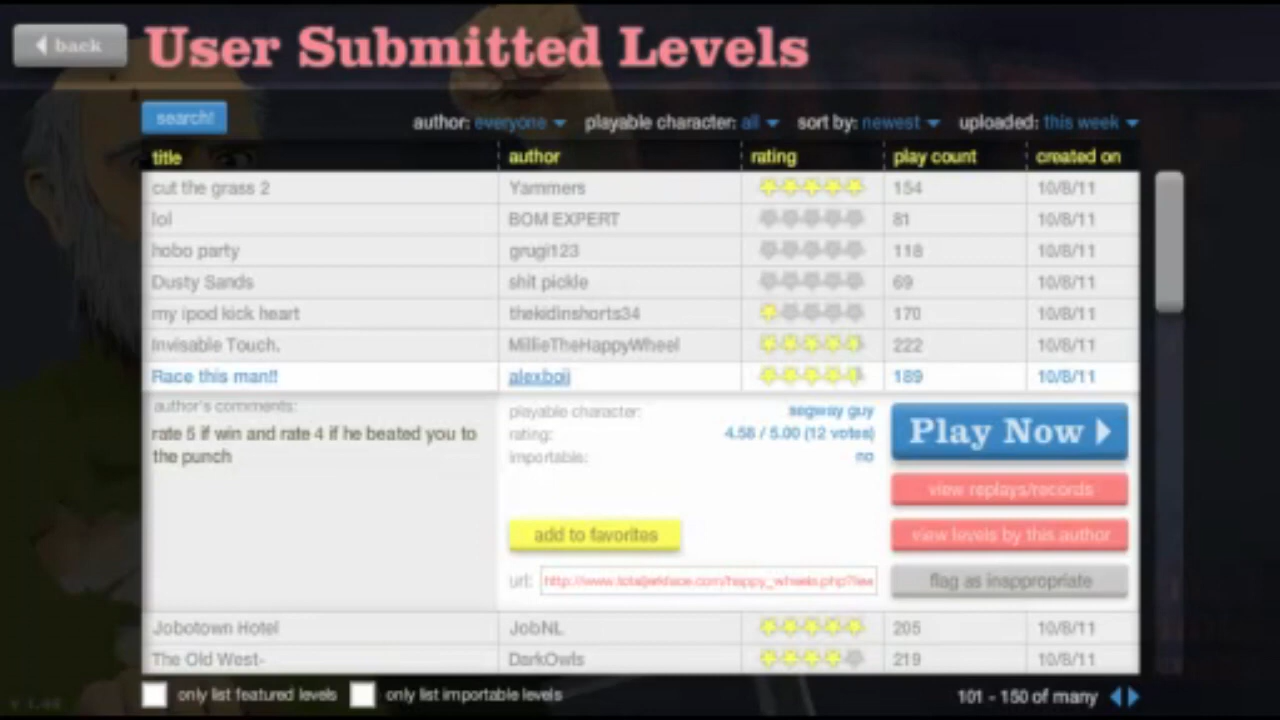 back
User Submitted Levels
search!
author: everyone playable character: all sort by: newest uploaded: this week
title author rating play count created on
cut the grass 2 Yammers 154 10/8/11
lol BOM EXPERT 81 10/8/11
hobo party grugi123 118 10/8/11
Dusty Sands shit pickle 69 10/8/11
my ipod kick heart thekidinshorts34 170 10/8/11
Invisable Touch. MillieTheHappyWheel 222 10/8/11
Race this man!! alexboii 189 10/8/11
author's comments:
rate 5 if win and rate 4 if he beated you to
the punch
playable character: segway guy
rating: 4.58 / 5.00 (12 votes)
importable: no
add to favorites
url: http://www.totaljerkface.com/happy_wheels.php?
Play Now
view replays/records
view levels by this author
flag as inappropriate
Jobotown Hotel JobNL 205 10/8/11
The Old West- DarkOwls 219 10/8/11
only list featured levels only list importable levels 101 - 150 of many